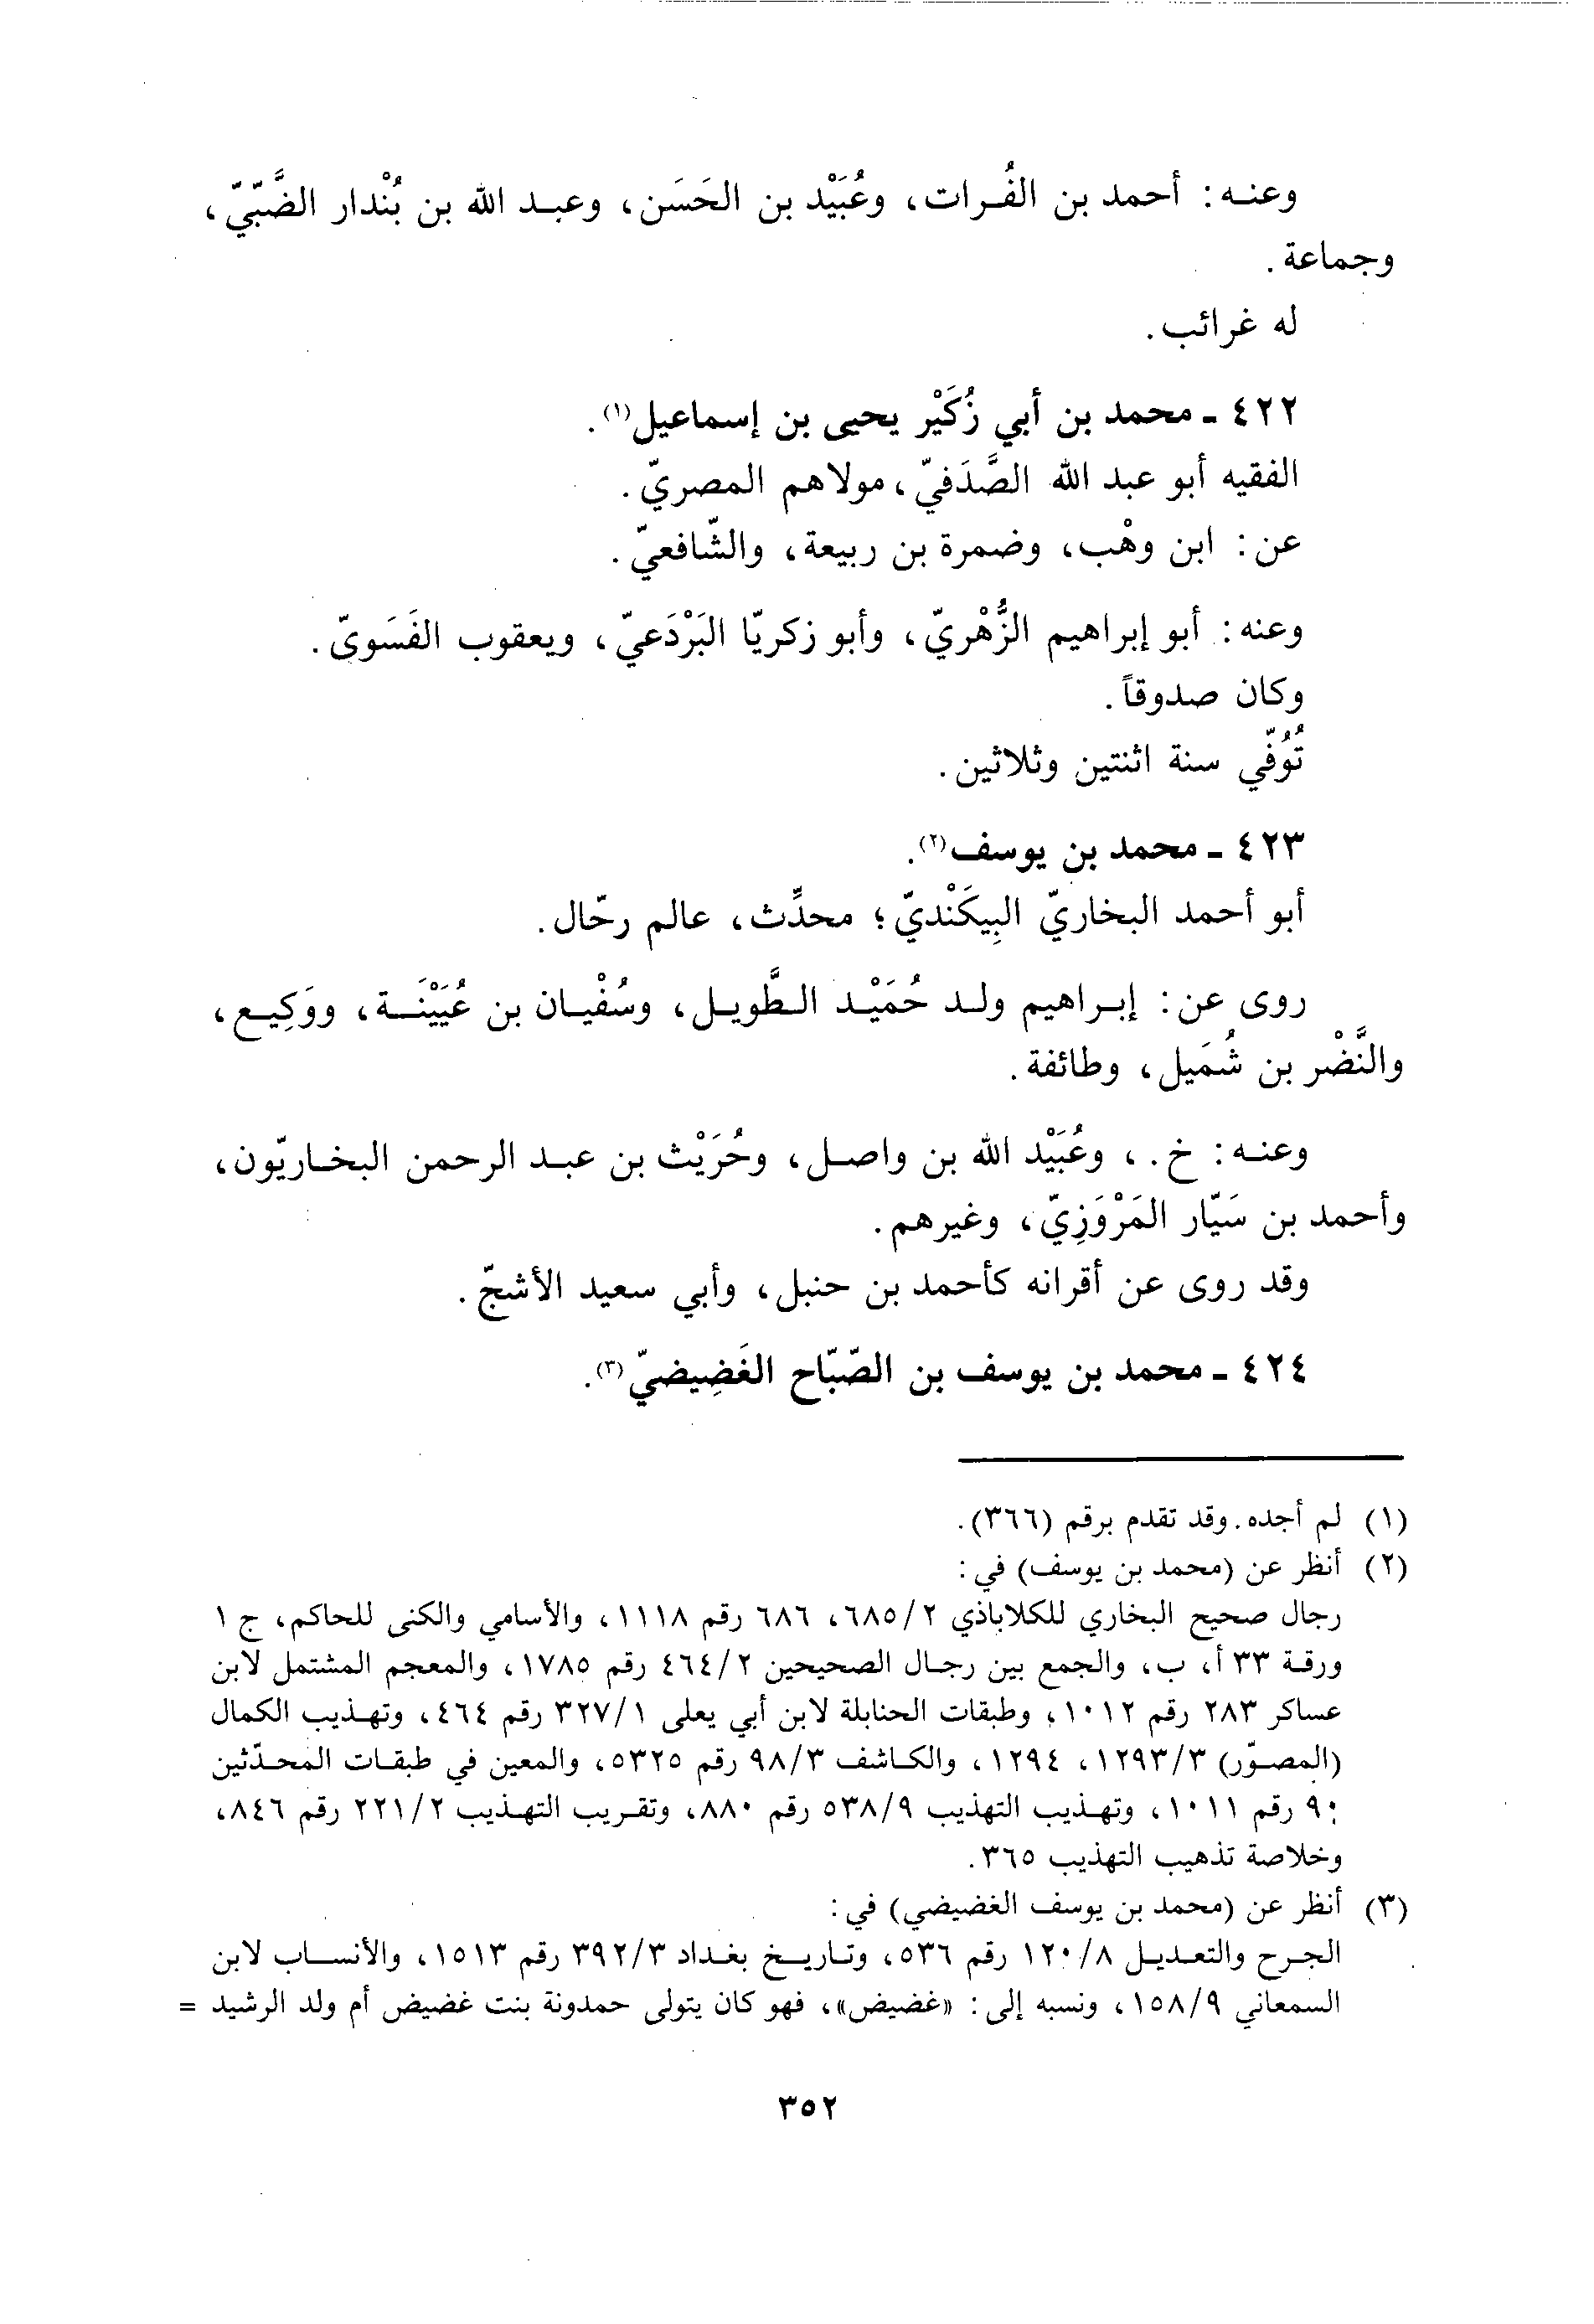 وعنه: أحمد بن الفُرات، وعُبَيْد بن الحَسَن، وعبد الله بن بُنْدار الضَّبّيّ،
وجماعة.
له غرائب.
٤٢٢ - محمد بن أبي زُكَيْر يحيى بن إسماعيل(١).
الفقيه أبو عبد الله الصَّدَفيّ، مولاهم المصريّ.
عن: ابن وهْب، وضمرة بن ربيعة، والشّافعيّ.
وعنه: أبو إبراهيم الزُّهْريّ، وأبو زكريّا البَرْدَعيّ، ويعقوب الفَسَويّ.
وكان صدوقاً.
تُوُفّي سنة اثنتين وثلاثين.
٤٢٣ - محمد بن يوسف(٢).
أبو أحمد البخاريّ البِيكَنْديّ؛ محدِّث، عالم رحّال.
روى عن: إبراهيم ولد حُمَيْد الطَّويل، وسُفْيان بن عُيَيْنَة، ووَكِيع،
والنَّضْر بن شُمَيل، وطائفة.
وعنه: خ.، وعُبَيْد الله بن واصل، وحُرَيْث بن عبد الرحمن البخاريّون،
وأحمد بن سَيّار المَرْوَزِيّ، وغيرهم.
وقد روى عن أقرانه كأحمد بن حنبل، وأبي سعيد الأشجّ.
٤٢٤ - محمد بن يوسف بن الصّبّاح الغَضِيضيّ(٣).
(١) لم أجده. وقد تقدم برقم (٣٦٦).
(٢) أنظر عن (محمد بن يوسف) في:
رجال صحيح البخاري للكلاباذي ٢/٦٨٥، ٦٨٦ رقم ١١١٨، والأسامي والكنى للحاكم، ج ١
ورقة ٣٣ أ، ب، والجمع بين رجال الصحيحين ٢/٤٦٤ رقم ١٧٨٥، والمعجم المشتمل لابن
عساكر ٢٨٣ رقم ١٠١٢، وطبقات الحنابلة لابن أبي يعلى ١/٣٢٧ رقم ٤٦٤، وتهذيب الكمال
(المصوّر) ٣/١٢٩٣، ١٢٩٤، والكاشف ٣/٩٨ رقم ٥٣٢٥، والمعين في طبقات المحدّثين
٩٠ رقم ١٠١١، وتهذيب التهذيب ٩/٥٣٨ رقم ٨٨٠، وتقريب التهذيب ٢/٢٢١ رقم ٨٤٦،
وخلاصة تذهيب التهذيب ٣٦٥.
(٣) أنظر عن (محمد بن يوسف الغضيضي) في:
الجرح والتعديل ٨/١٢٠ رقم ٥٣٦، وتاريخ بغداد ٣/٣٩٢ رقم ١٥١٣، والأنساب لابن
السمعاني ٩/١٥٨، ونسبه إلى: «غضيض»، فهو كان يتولى حمدونة بنت غضيض أم ولد الرشيد =
٣٥٢